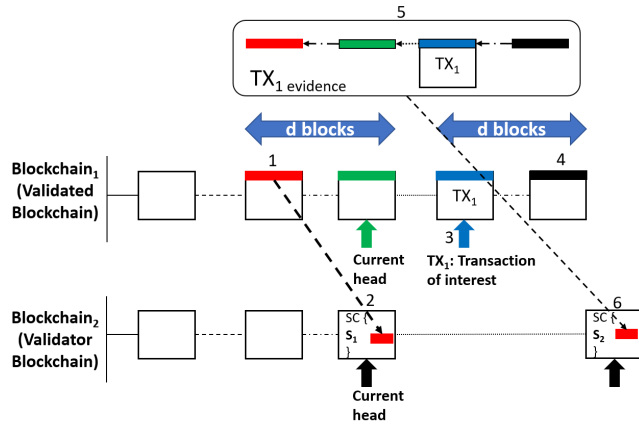 5
TX1
TX1 evidence
d blocks
d blocks
1
4
Blockchain1
(Validated
Blockchain)
TX1
3
Current
head
TX1: Transaction
of interest
2
6
Blockchain2
(Validator
Blockchain)
SC {
S1
}
SC {
S2
}
Current
head